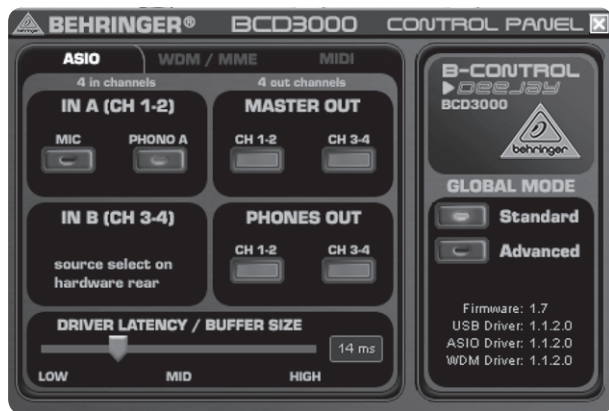 BEHRINGER® BCD3000 CONTROL PANEL
ASIO WDM / MME MIDI
4 in channels 4 out channels
IN A (CH 1-2)
MIC PHONO A
MASTER OUT
CH 1-2 CH 3-4
IN B (CH 3-4)
source select on
hardware rear
PHONES OUT
CH 1-2 CH 3-4
DRIVER LATENCY / BUFFER SIZE
14 ms
LOW MID HIGH
B-CONTROL
DEEJAY
BCD3000
behringer
GLOBAL MODE
Standard
Advanced
Firmware: 1.7
USB Driver: 1.1.2.0
ASIO Driver: 1.1.2.0
WDM Driver: 1.1.2.0